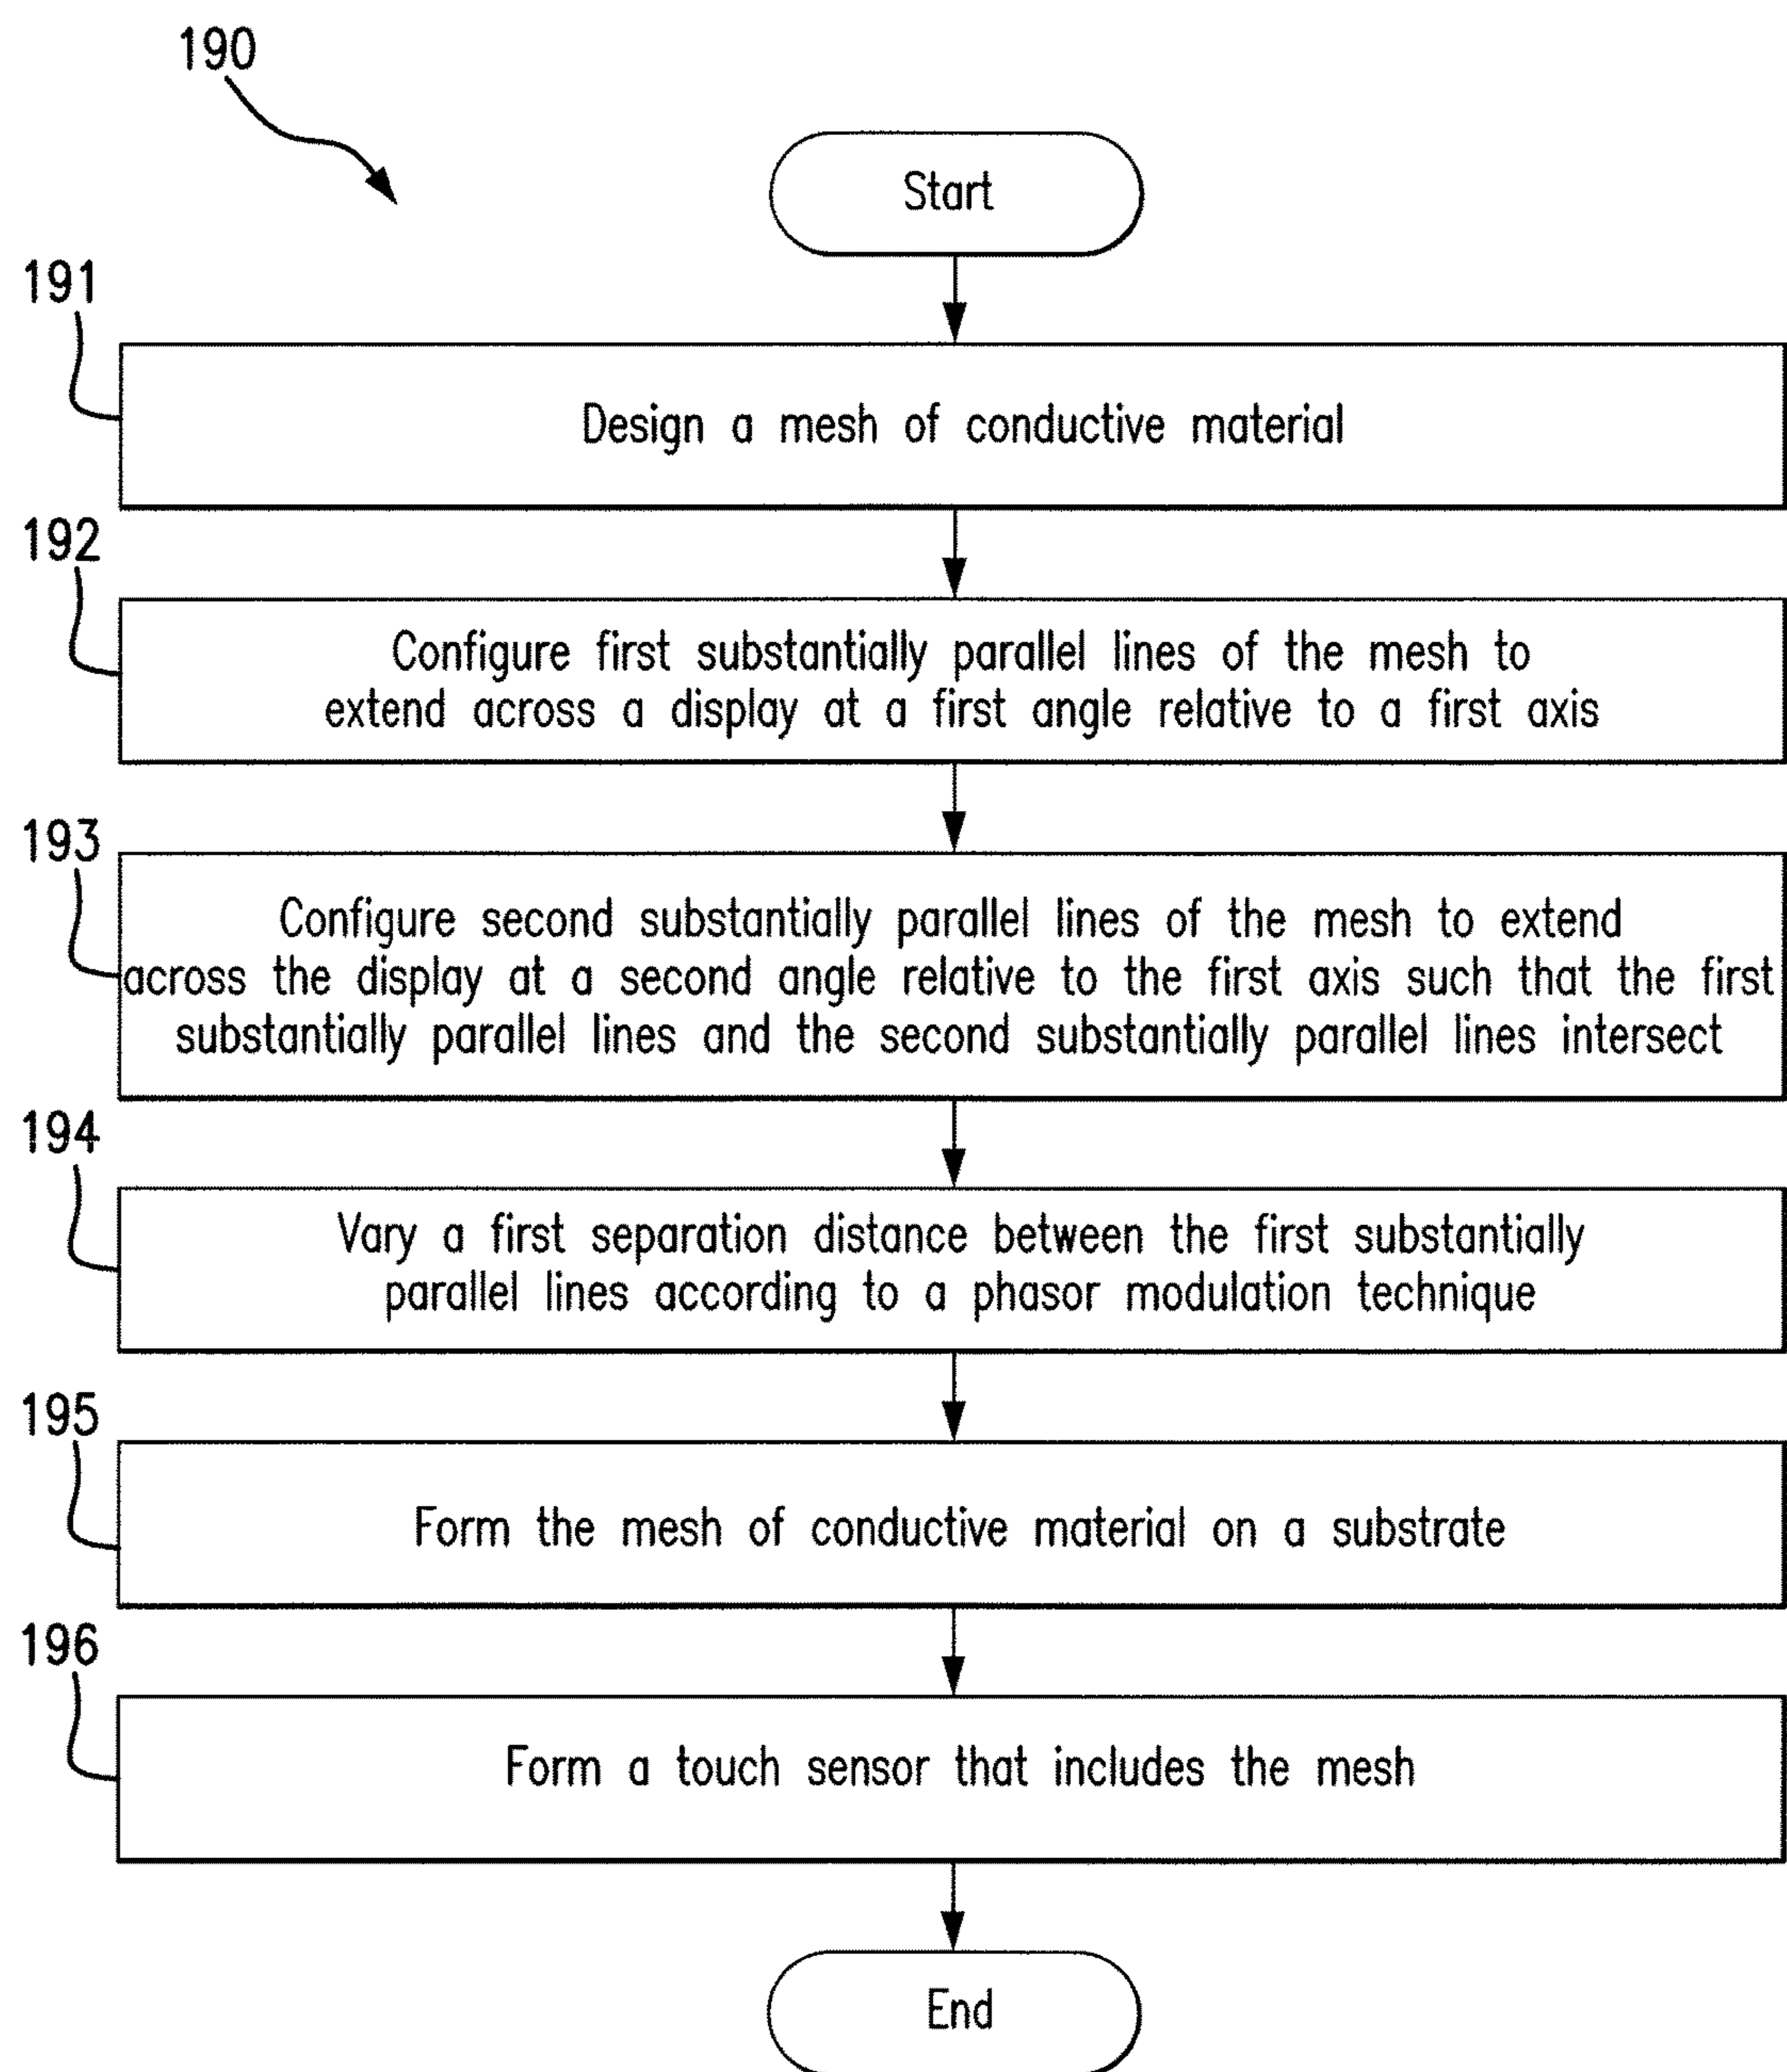 190
Start
191
Design a mesh of conductive material
192
Configure first substantially parallel lines of the mesh to
extend across a display at a first angle relative to a first axis
193
Configure second substantially parallel lines of the mesh to extend
across the display at a second angle relative to the first axis such that the first
substantially parallel lines and the second substantially parallel lines intersect
194
Vary a first separation distance between the first substantially
parallel lines according to a phasor modulation technique
195
Form the mesh of conductive material on a substrate
196
Form a touch sensor that includes the mesh
End